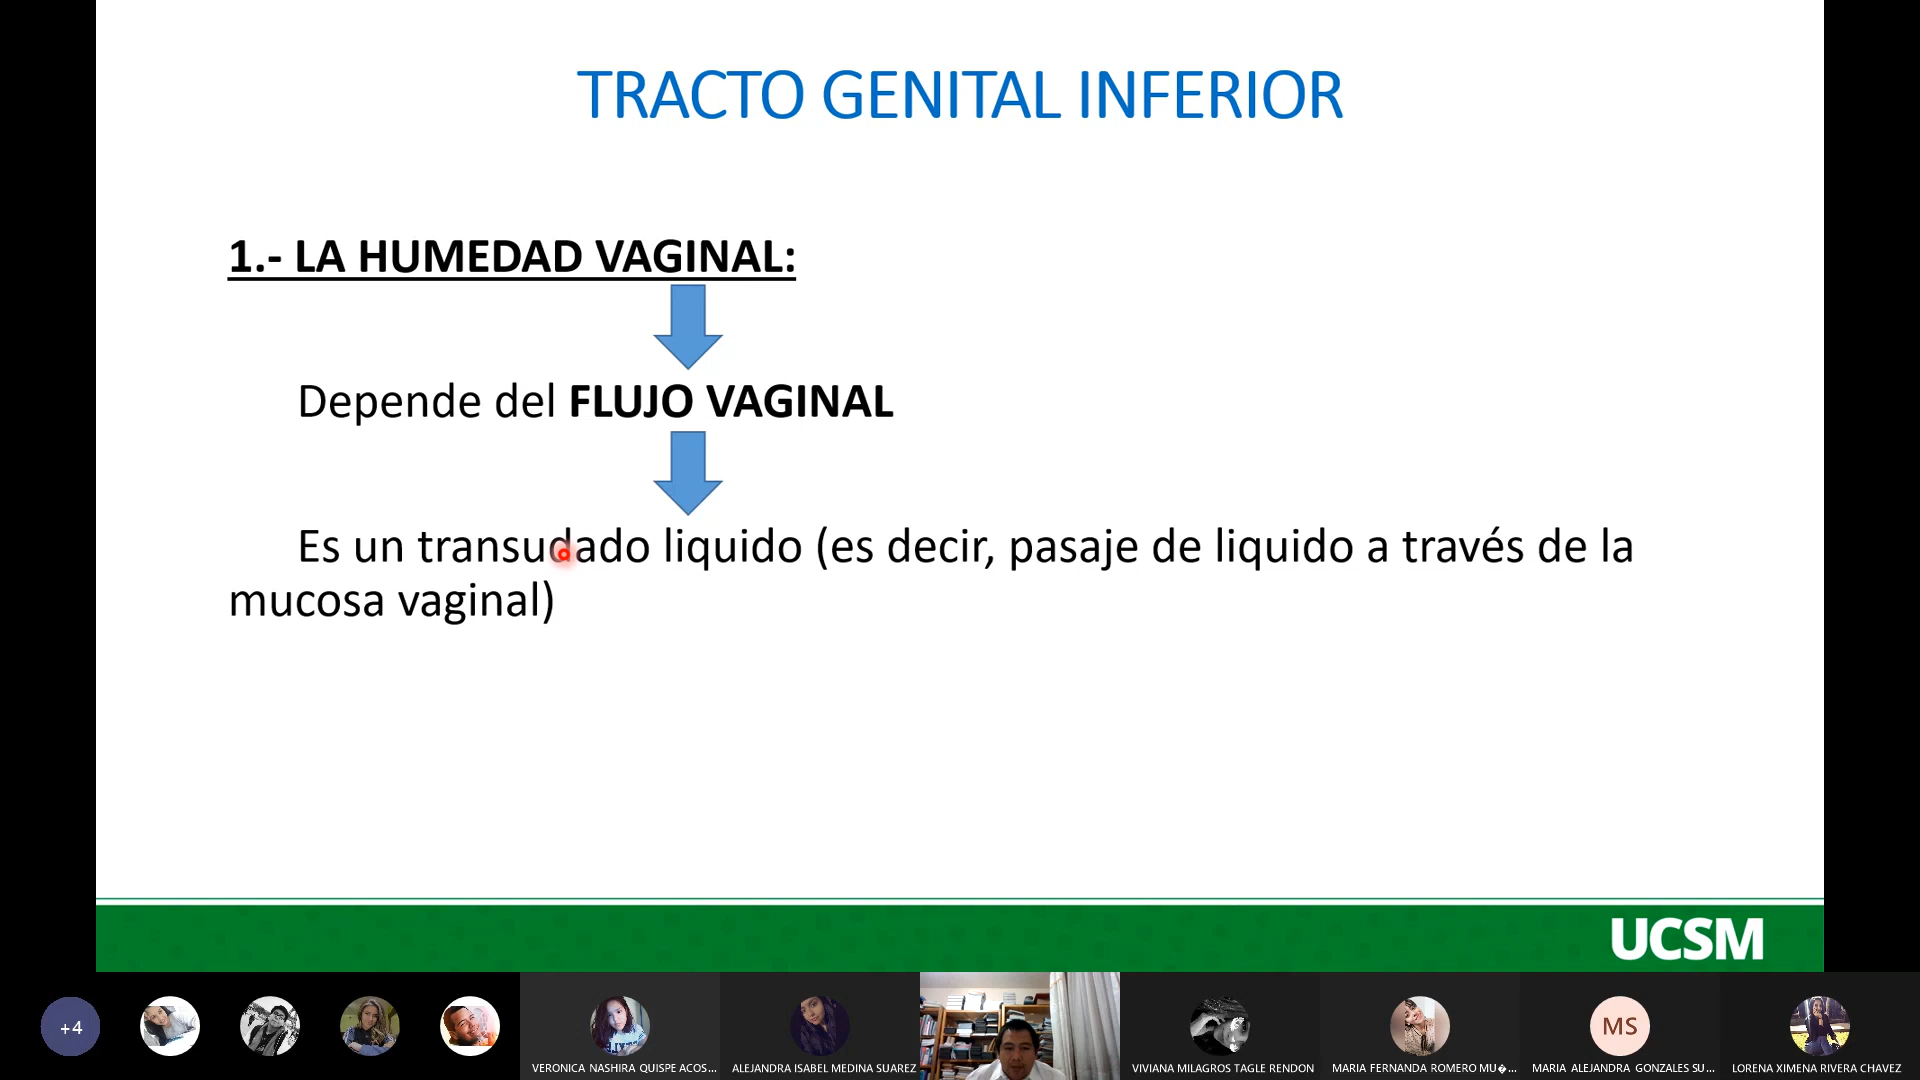 TRACTO GENITAL INFERIOR
1.- LA HUMEDAD VAGINAL:
Depende del FLUJO VAGINAL
Es un transudado liquido (es decir, pasaje de liquido a través de la
mucosa vaginal)
UCSM
+4
VERONICA NASHIRA QUISPE ACOS...
ALEJANDRA ISABEL MEDINA SUAREZ
VIVIANA MILAGROS TAGLE RENDON
MARIA FERNANDA ROMERO MU�...
MS
MARIA ALEJANDRA GONZALES SU...
LORENA XIMENA RIVERA CHAVEZ